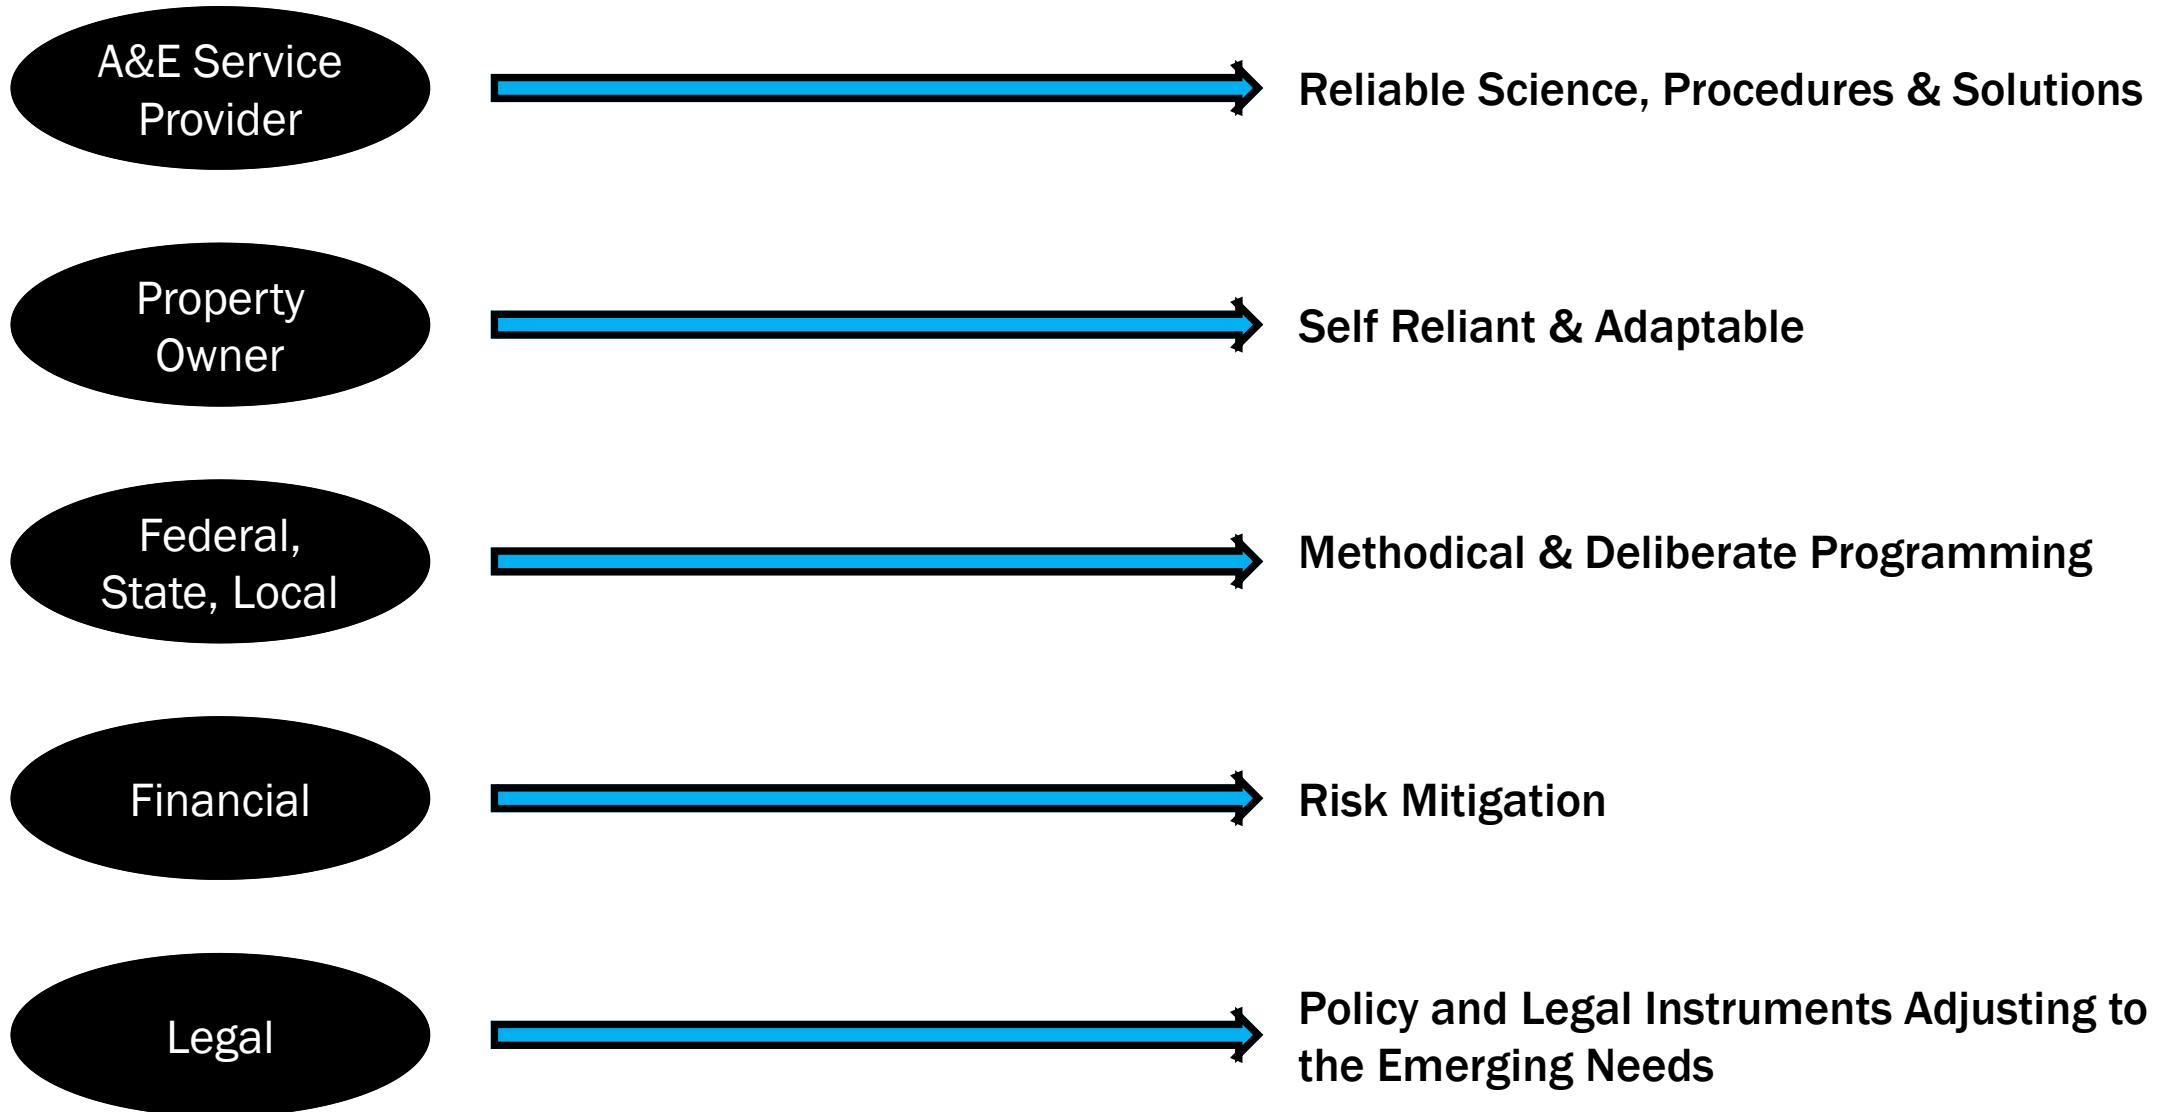 A&E Service
Provider
Reliable Science, Procedures & Solutions
Property
Owner
Self Reliant & Adaptable
Federal,
State, Local
Methodical & Deliberate Programming
Financial
Risk Mitigation
Legal
Policy and Legal Instruments Adjusting to
the Emerging Needs